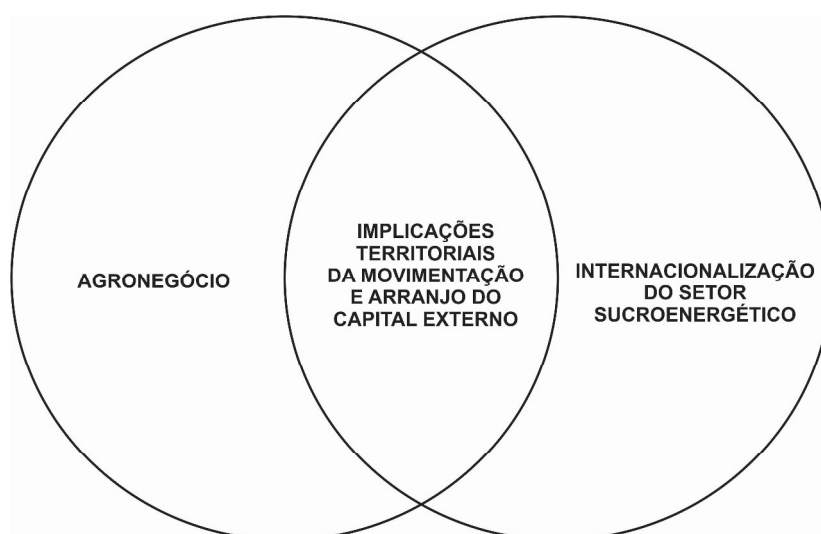 AGRONEGÓCIO
IMPLICAÇÕES
TERRITORIAIS
DA MOVIMENTAÇÃO
E ARRANJO DO
CAPITAL EXTERNO
INTERNACIONALIZAÇÃO
DO SETOR
SUCROENERGÉTICO